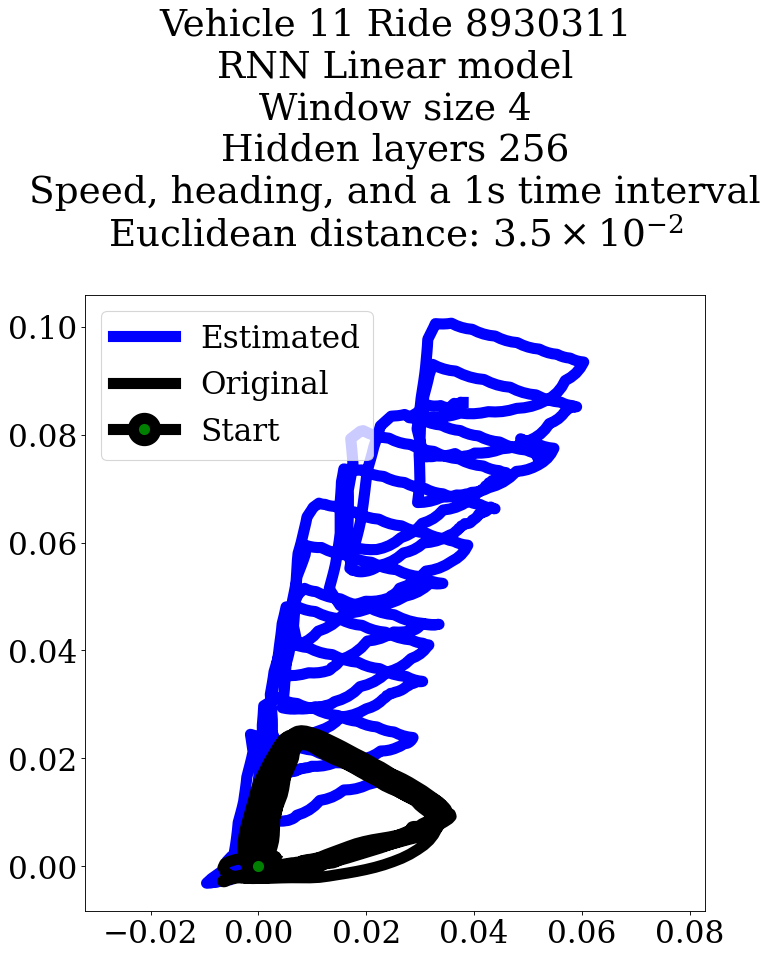 Vehicle 11 Ride 8930311
RNN Linear model
Window size 4
Hidden layers 256
Speed, heading, and a 1s time interval
Euclidean distance: 3.5 × 10⁻²
Estimated
Original
Start
0.10
0.08
0.06
0.04
0.02
0.00
−0.02 0.00 0.02 0.04 0.06 0.08